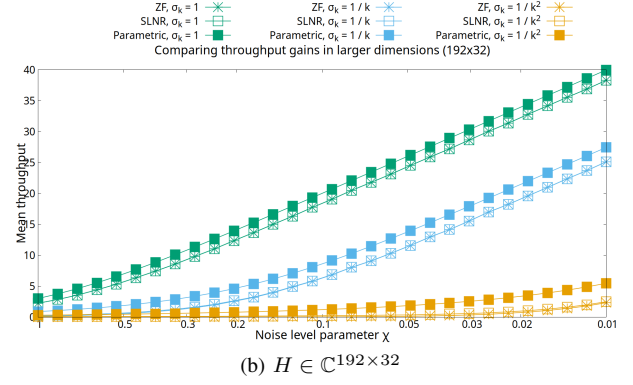 ZF, σk = 1 ZF, σk = 1 / k ZF, σk = 1 / k²
SLNR, σk = 1 SLNR, σk = 1 / k SLNR, σk = 1 / k²
Parametric, σk = 1 Parametric, σk = 1 / k Parametric, σk = 1 / k²
Comparing throughput gains in larger dimensions (192x32)
40
35
30
25
20
15
10
5
0
Mean throughput
1 0.5 0.3 0.2 0.1 0.05 0.03 0.02 0.01
Noise level parameter χ
(b) H ∈ ℂ^{192×32}